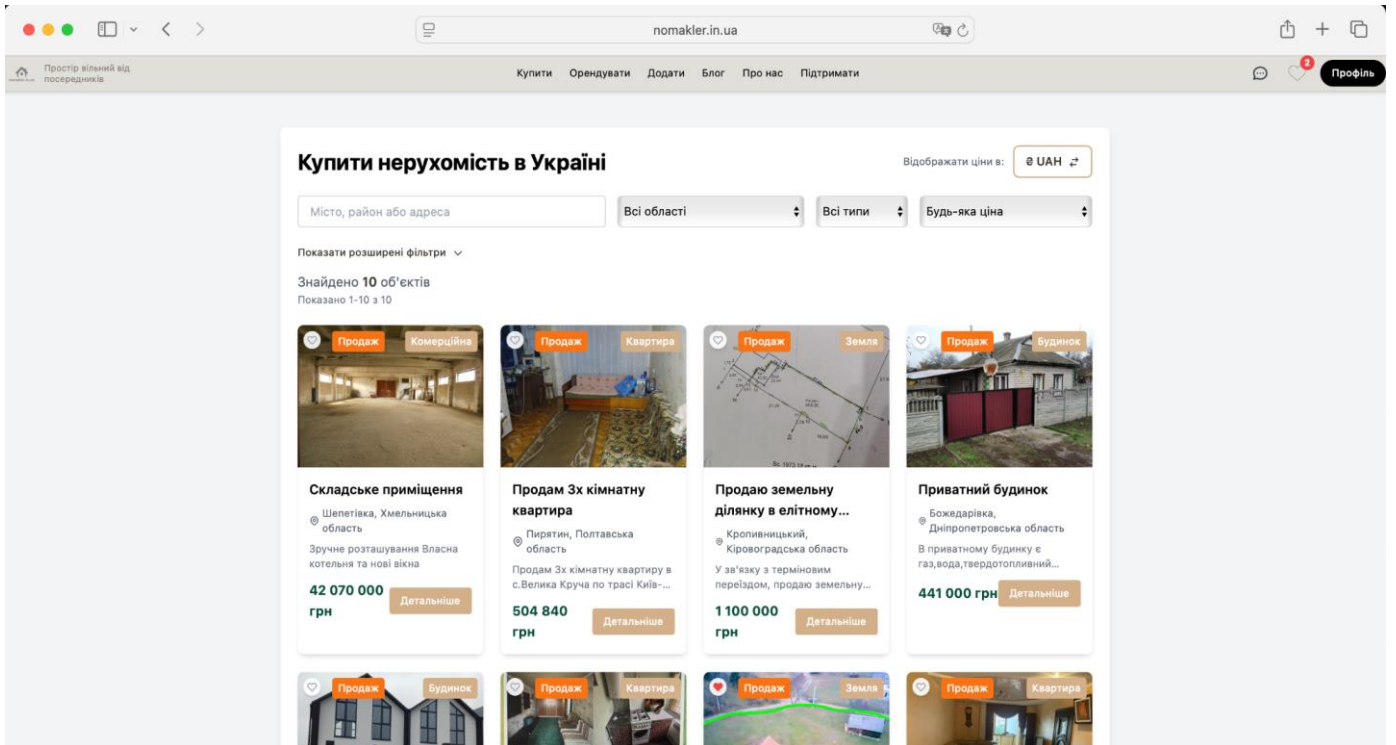 nomakler.in.ua
Простір вільний від
посередників
Купити Орендувати Додати Блог Про нас Підтримати
2
Профіль
Купити нерухомість в Україні
Відображати ціни в:
₴ UAH
Місто, район або адреса
Всі області
Всі типи
Будь-яка ціна
Показати розширені фільтри
Знайдено 10 об'єктів
Показано 1-10 з 10
Продаж
Комерційна
Складське приміщення
Шепетівка, Хмельницька
область
Зручне розташування Власна
котельня та нові вікна
42 070 000
грн
Детальніше
Продаж
Квартира
Продам 3х кімнатну
квартира
Пирятин, Полтавська
область
Продам 3х кімнатну квартиру в
с.Велика Круча по трасі Київ-...
504 840
грн
Детальніше
Продаж
Земля
Продаю земельну
ділянку в елітному...
Кропивницький,
Кіровоградська область
У зв'язку з терміновим
переїздом, продаю земельну...
1 100 000
грн
Детальніше
Продаж
Будинок
Приватний будинок
Божедарівка,
Дніпропетровська область
В приватному будинку є
газ,вода,твердотопливний...
441 000 грн
Детальніше
Продаж
Будинок
Продаж
Квартира
Продаж
Земля
Продаж
Квартира